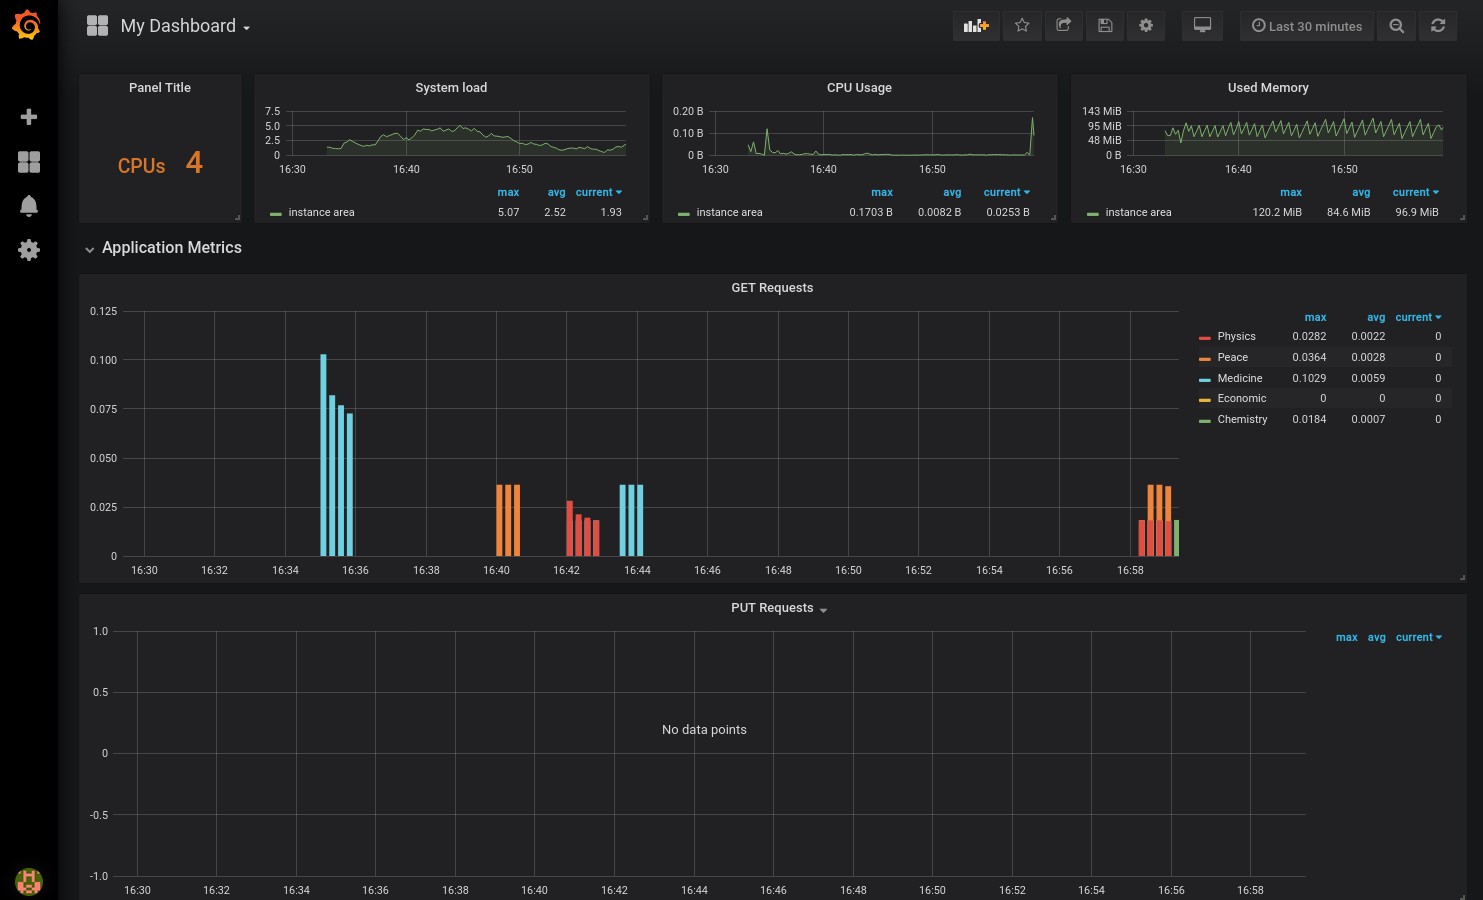 My Dashboard
Last 30 minutes
Panel Title
CPUs 4
System load
7.5
5.0
2.5
0
16:30 16:40 16:50
max avg current
instance area 5.07 2.52 1.93
CPU Usage
0.20 B
0.10 B
0 B
16:30 16:40 16:50
max avg current
instance area 0.1703 B 0.0082 B 0.0253 B
Used Memory
143 MiB
95 MiB
48 MiB
0 B
16:30 16:40 16:50
max avg current
instance area 120.2 MiB 84.6 MiB 96.9 MiB
Application Metrics
GET Requests
0.125
0.100
0.075
0.050
0.025
0
16:30 16:32 16:34 16:36 16:38 16:40 16:42 16:44 16:46 16:48 16:50 16:52 16:54 16:56 16:58
max avg current
Physics 0.0282 0.0022 0
Peace 0.0364 0.0028 0
Medicine 0.1029 0.0059 0
Economic 0 0 0
Chemistry 0.0184 0.0007 0
PUT Requests
1.0
0.5
0
-0.5
-1.0
No data points
16:30 16:32 16:34 16:36 16:38 16:40 16:42 16:44 16:46 16:48 16:50 16:52 16:54 16:56 16:58
max avg current